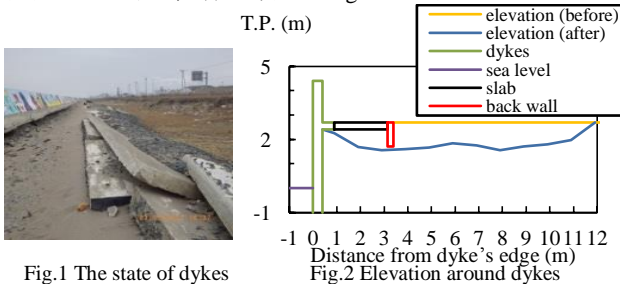 T.P. (m)
elevation (before)
elevation (after)
dykes
sea level
slab
back wall
5
2
-1
-1 0 1 2 3 4 5 6 7 8 9 10 11 12
Distance from dyke's edge (m)
Fig.1 The state of dykes
Fig.2 Elevation around dykes